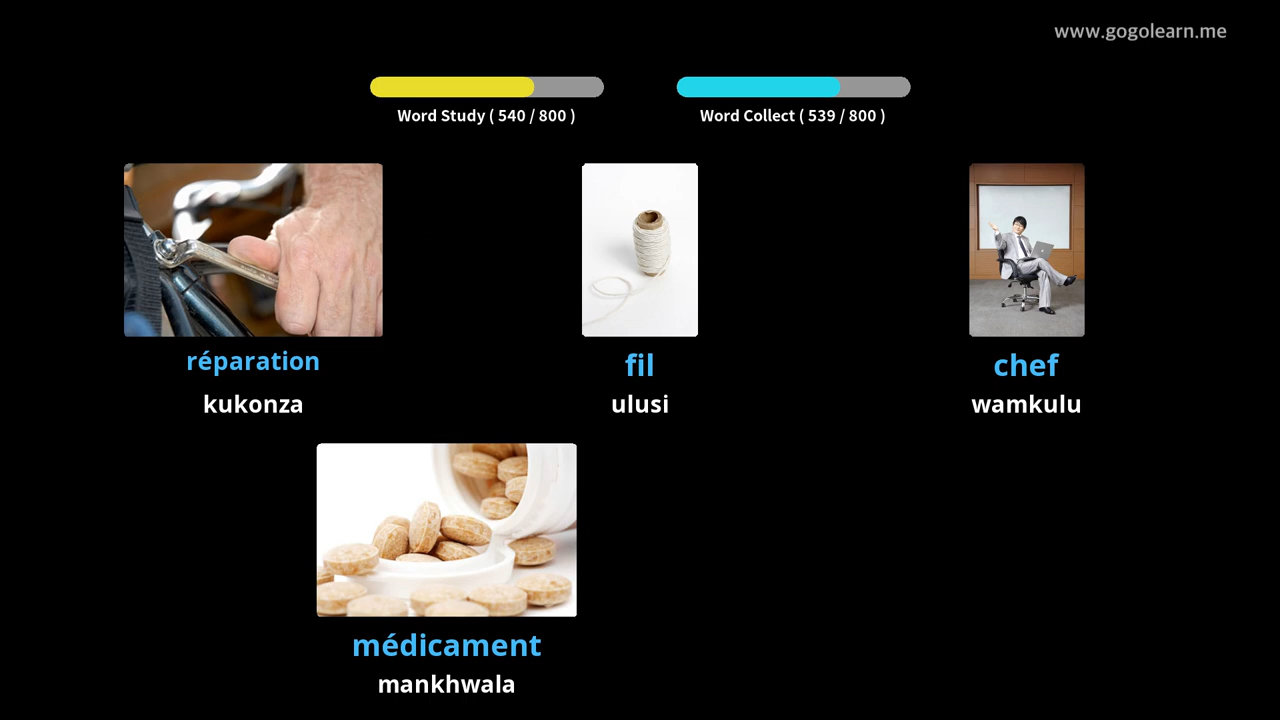 www.gogolearn.me
Word Study ( 540 / 800 )
Word Collect ( 539 / 800 )
réparation
kukonza
fil
ulusi
chef
wamkulu
médicament
mankhwala